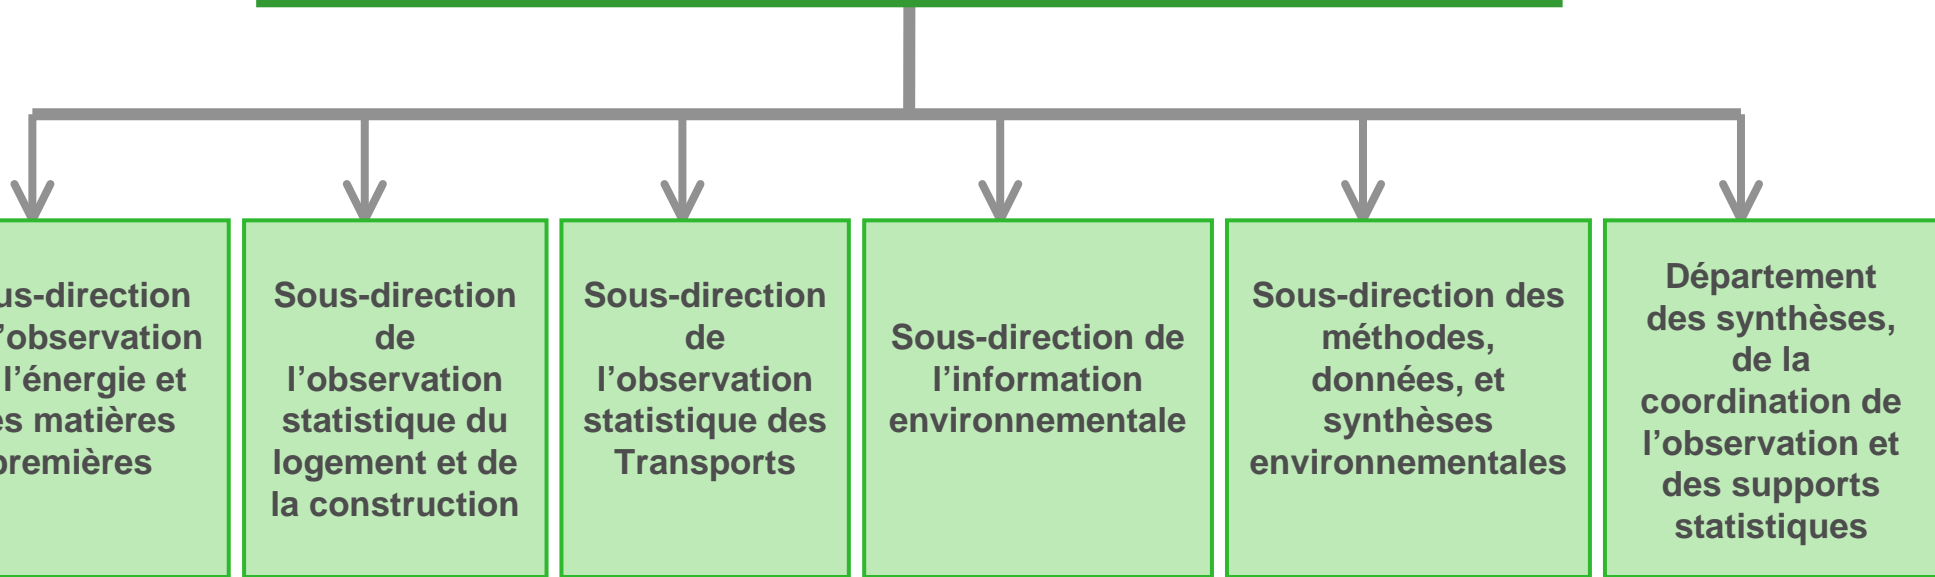 us-direction
l’observation
l’énergie et
es matières
premières
Sous-direction
de
l’observation
statistique du
logement et de
la construction
Sous-direction
de
l’observation
statistique des
Transports
Sous-direction de
l’information
environnementale
Sous-direction des
méthodes,
données, et
synthèses
environnementales
Département
des synthèses,
de la
coordination de
l’observation et
des supports
statistiques